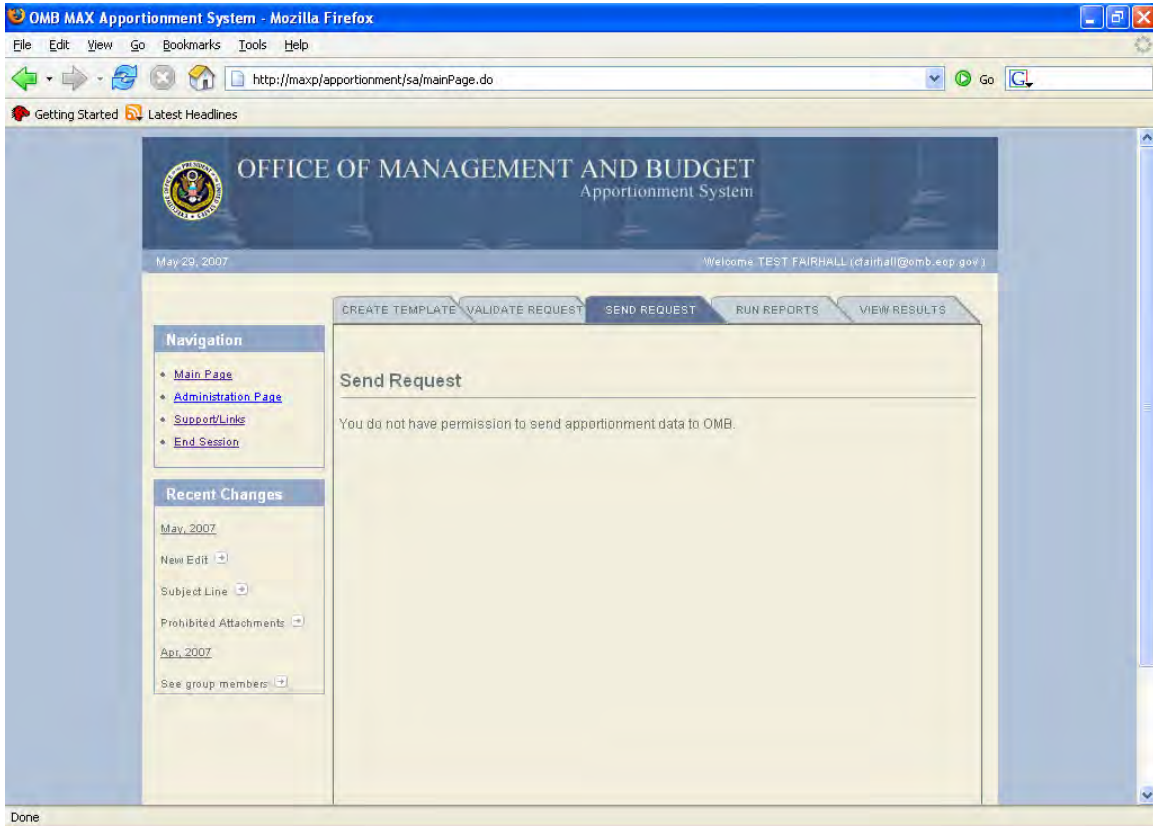 OMB MAX Apportionment System - Mozilla Firefox
File Edit View Go Bookmarks Tools Help
http://maxp/apportionment/sa/mainPage.do
Go
G
Getting Started Latest Headlines
OFFICE OF MANAGEMENT AND BUDGET
Apportionment System
May 29, 2007
Welcome TEST FAIRHALL (cfairhall@omb.eop.gov)
CREATE TEMPLATE VALIDATE REQUEST SEND REQUEST RUN REPORTS VIEW RESULTS
Navigation
Main Page
Administration Page
Support/Links
End Session
Send Request
You do not have permission to send apportionment data to OMB.
Recent Changes
May, 2007
New Edit
Subject Line
Prohibited Attachments
Apr, 2007
See group members
Done